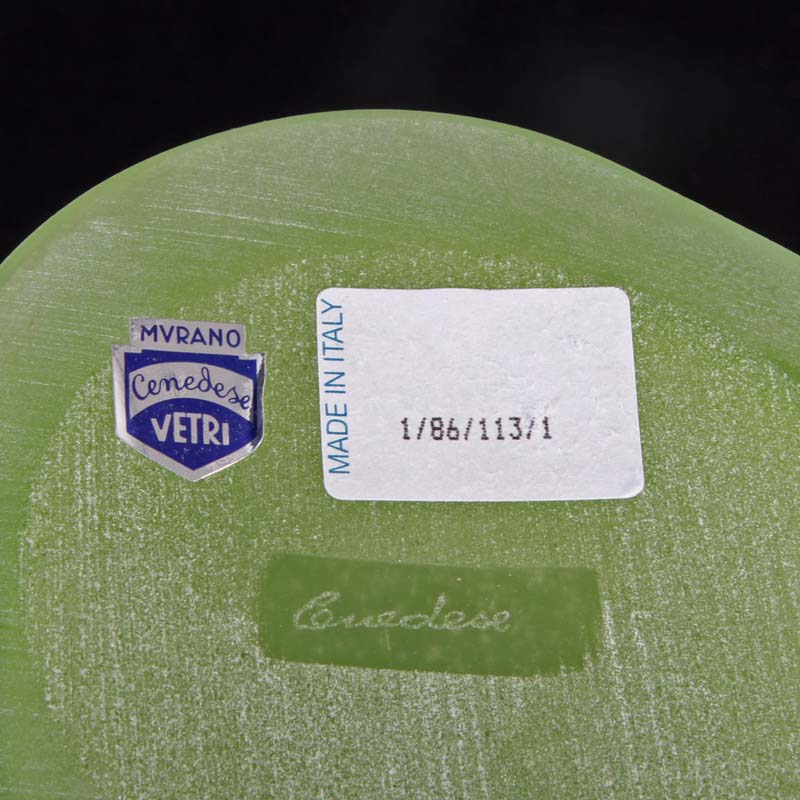 MVRANO
Cenedese
VETRI
MADE IN ITALY
1/86/113/1
Cenedese